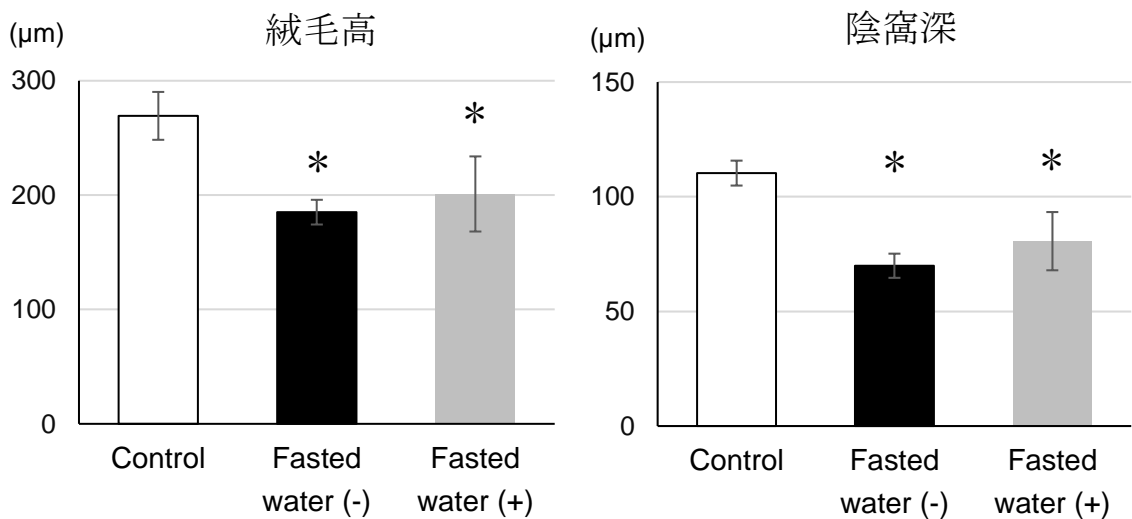 (μm)
絨毛高
300
200
100
0
*
*
Control
Fasted
water (-)
Fasted
water (+)
(μm)
陰窩深
150
100
50
0
*
*
Control
Fasted
water (-)
Fasted
water (+)